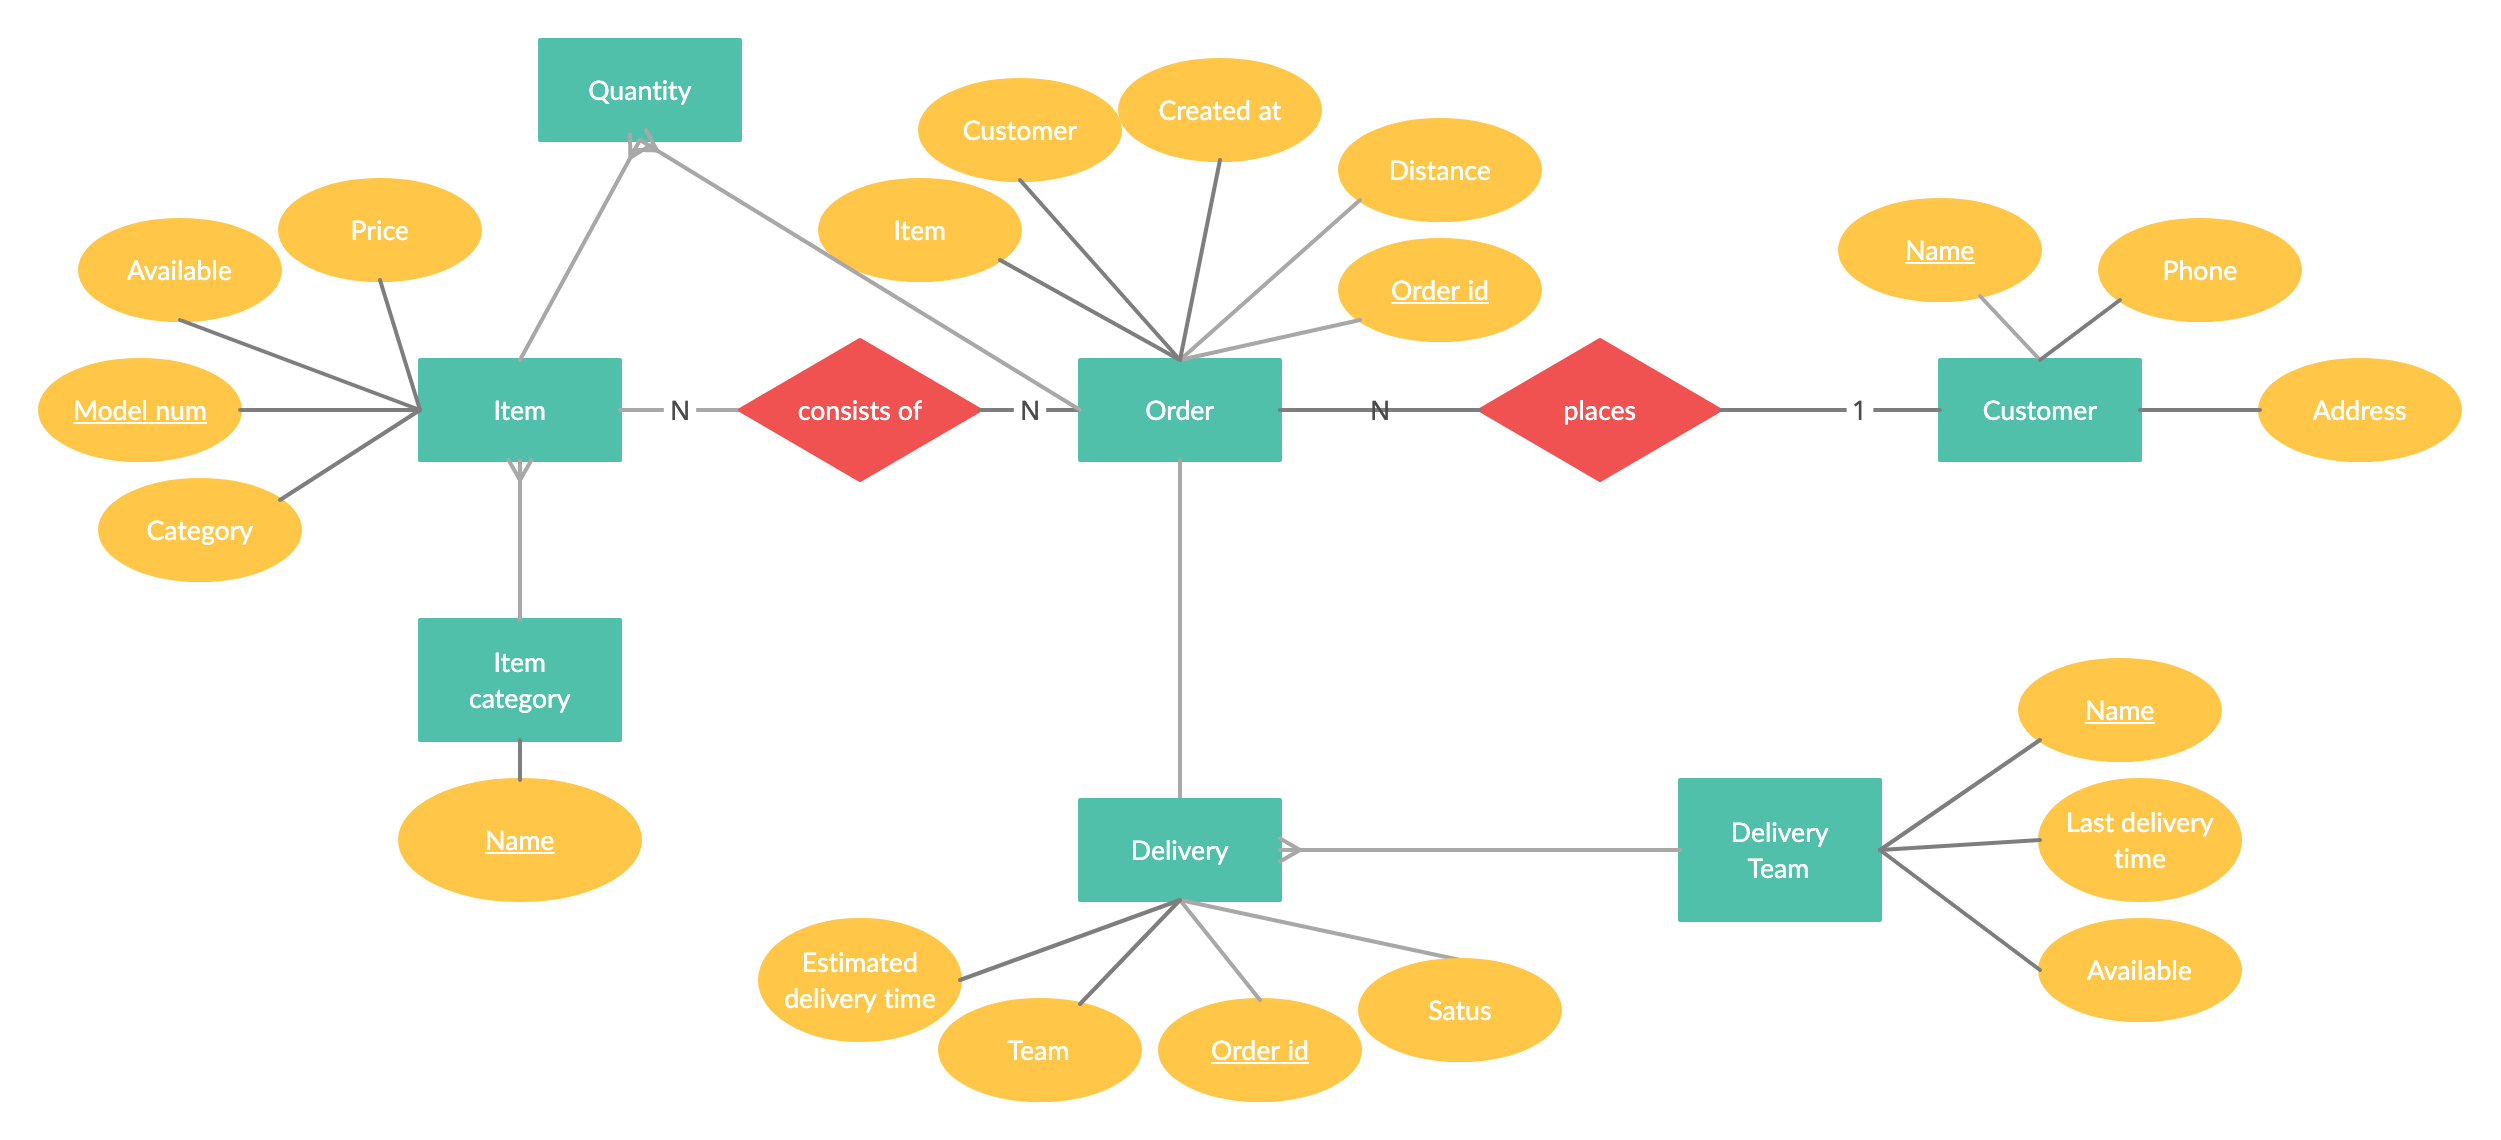 Quantity
Customer
Created at
Distance
Item
Price
Available
Order id
Name
Phone
Model num
Item
N
consists of
N
Order
N
places
1
Customer
Address
Category
Item
category
Name
Name
Delivery
Delivery
Team
Last delivery
time
Available
Estimated
delivery time
Team
Order id
Satus